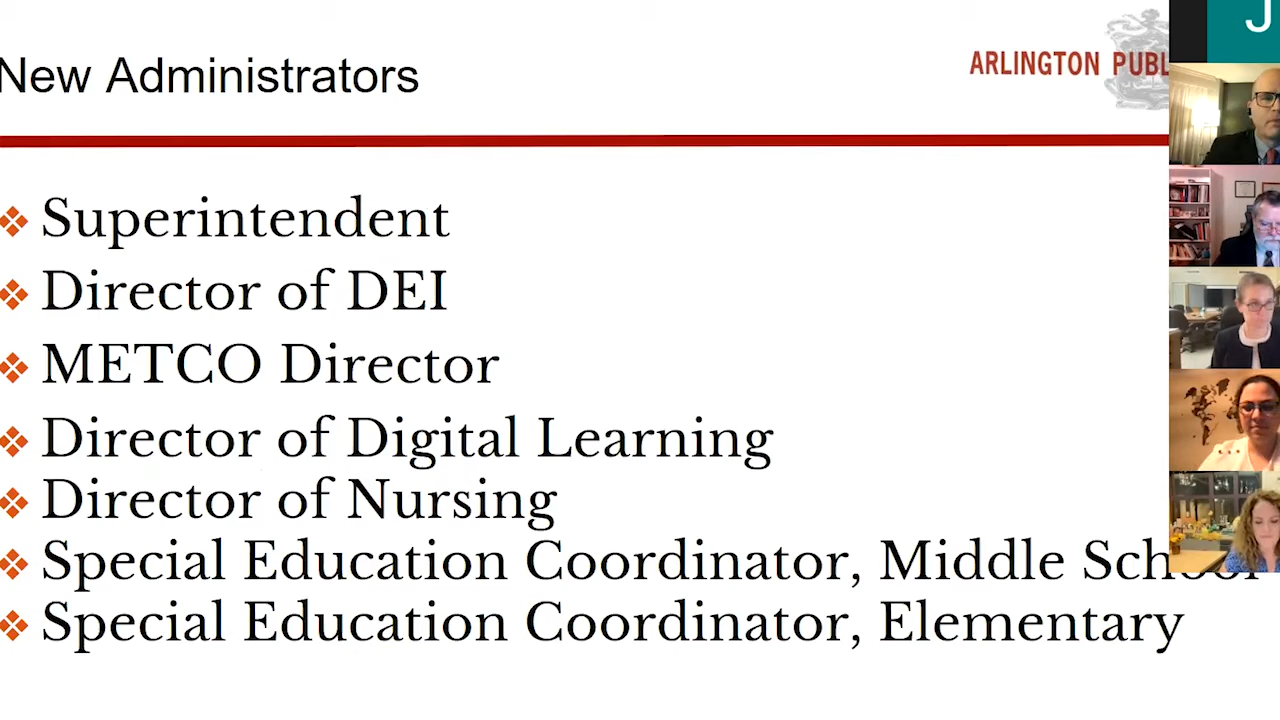 New Administrators
ARLINGTON PUBL
J
Superintendent
Director of DEI
METCO Director
Director of Digital Learning
Director of Nursing
Special Education Coordinator, Middle School
Special Education Coordinator, Elementary